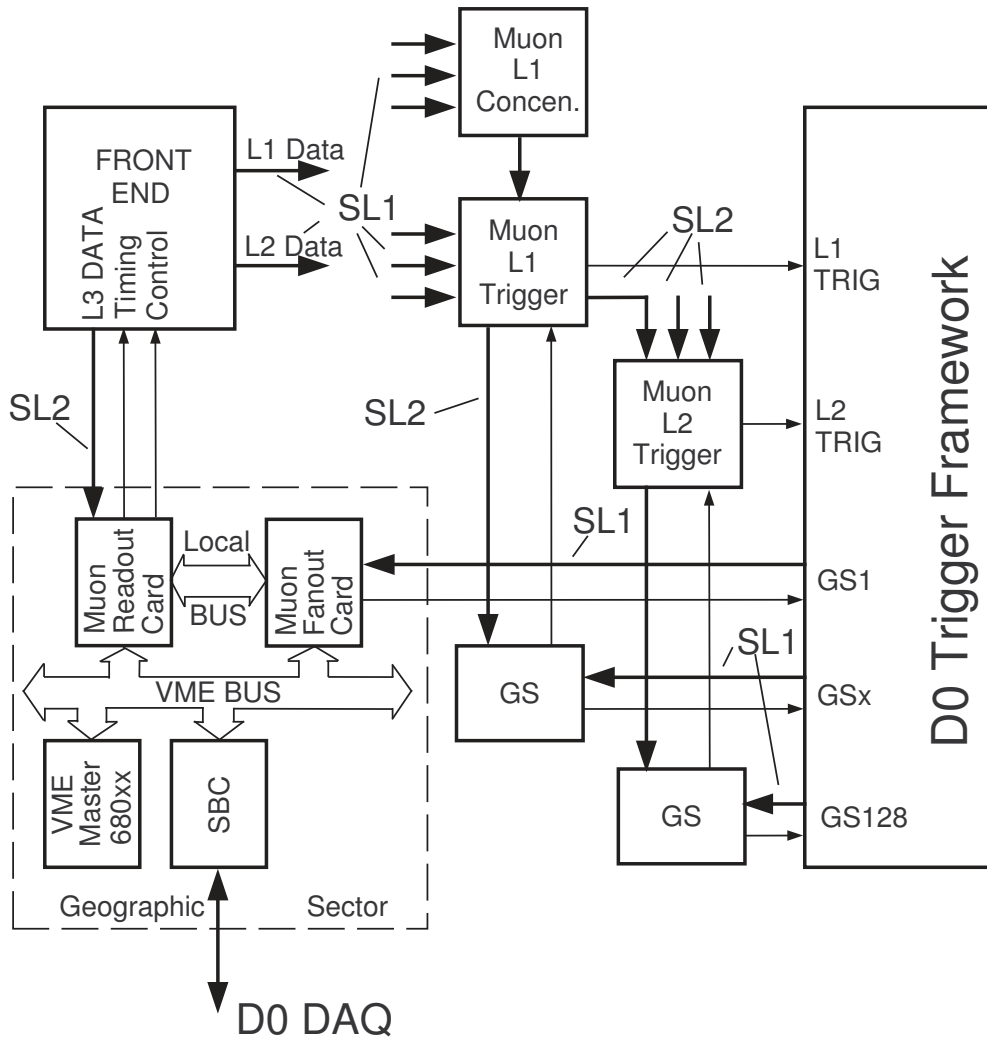 Muon
L1
Concen.
FRONT
END
L3 DATA
Timing
Control
L1 Data
L2 Data
SL1
Muon
L1
Trigger
SL2
L1
TRIG
Muon
L2
Trigger
L2
TRIG
SL2
SL2
D0 Trigger Framework
Muon
Readout
Card
Local
BUS
Muon
Fanout
Card
SL1
GS1
VME BUS
GS
SL1
GSx
VME
Master
680xx
SBC
GS
GS128
Geographic Sector
D0 DAQ